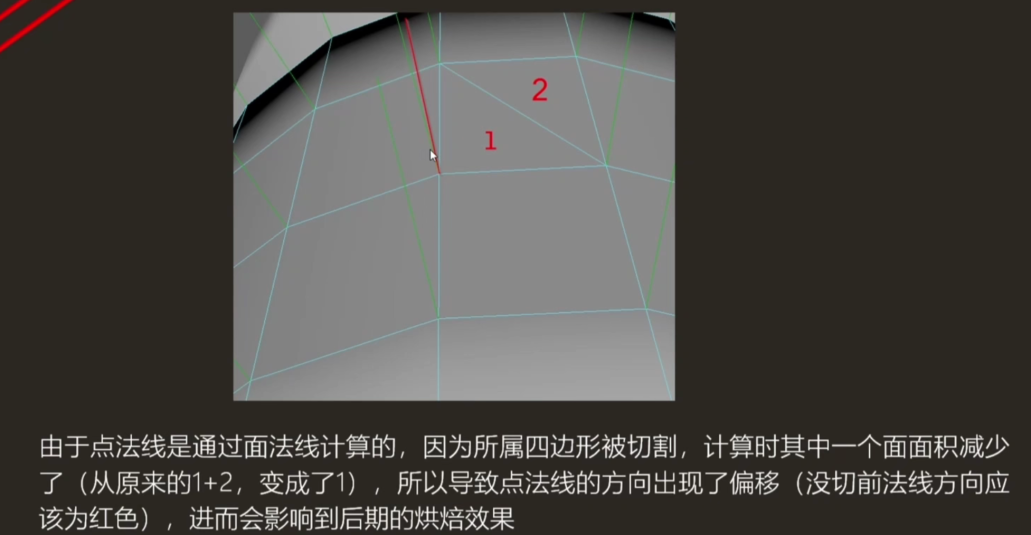 2
1
由于点法线是通过面法线计算的，因为所属四边形被切割，计算时其中一个面面积减少
了（从原来的1+2，变成了1），所以导致点法线的方向出现了偏移（没切前法线方向应
该为红色），进而会影响到后期的烘焙效果